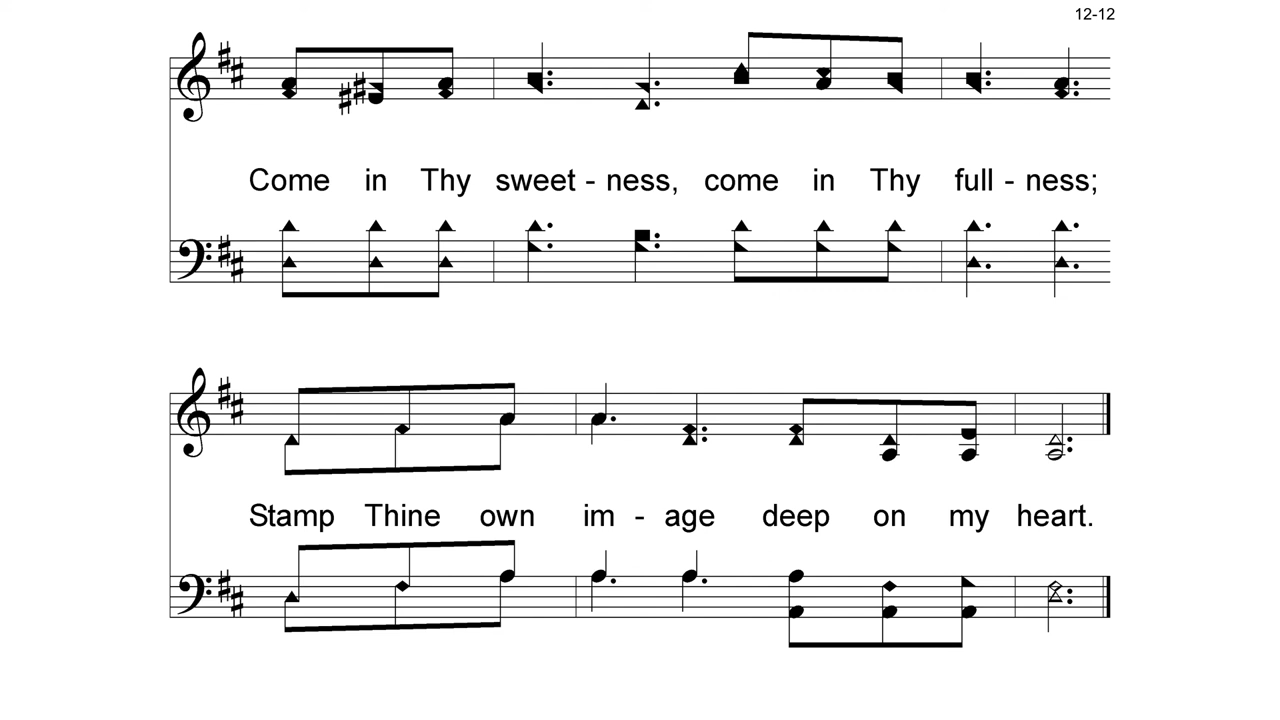 12-12
Come in Thy sweet - ness, come in Thy full - ness;
Stamp Thine own im - age deep on my heart.